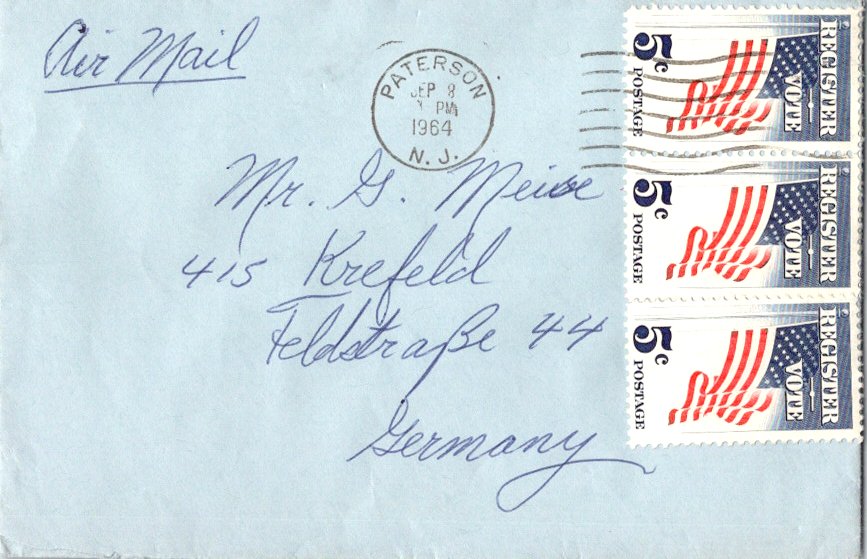 Air Mail
PATERSON
SEP 8
PM
1964
N. J.
Mr. G. Meise
415 Krefeld
Feldstraße 44
Germany
5c POSTAGE
REGISTER
VOTE
5c POSTAGE
REGISTER
VOTE
5c POSTAGE
REGISTER
VOTE